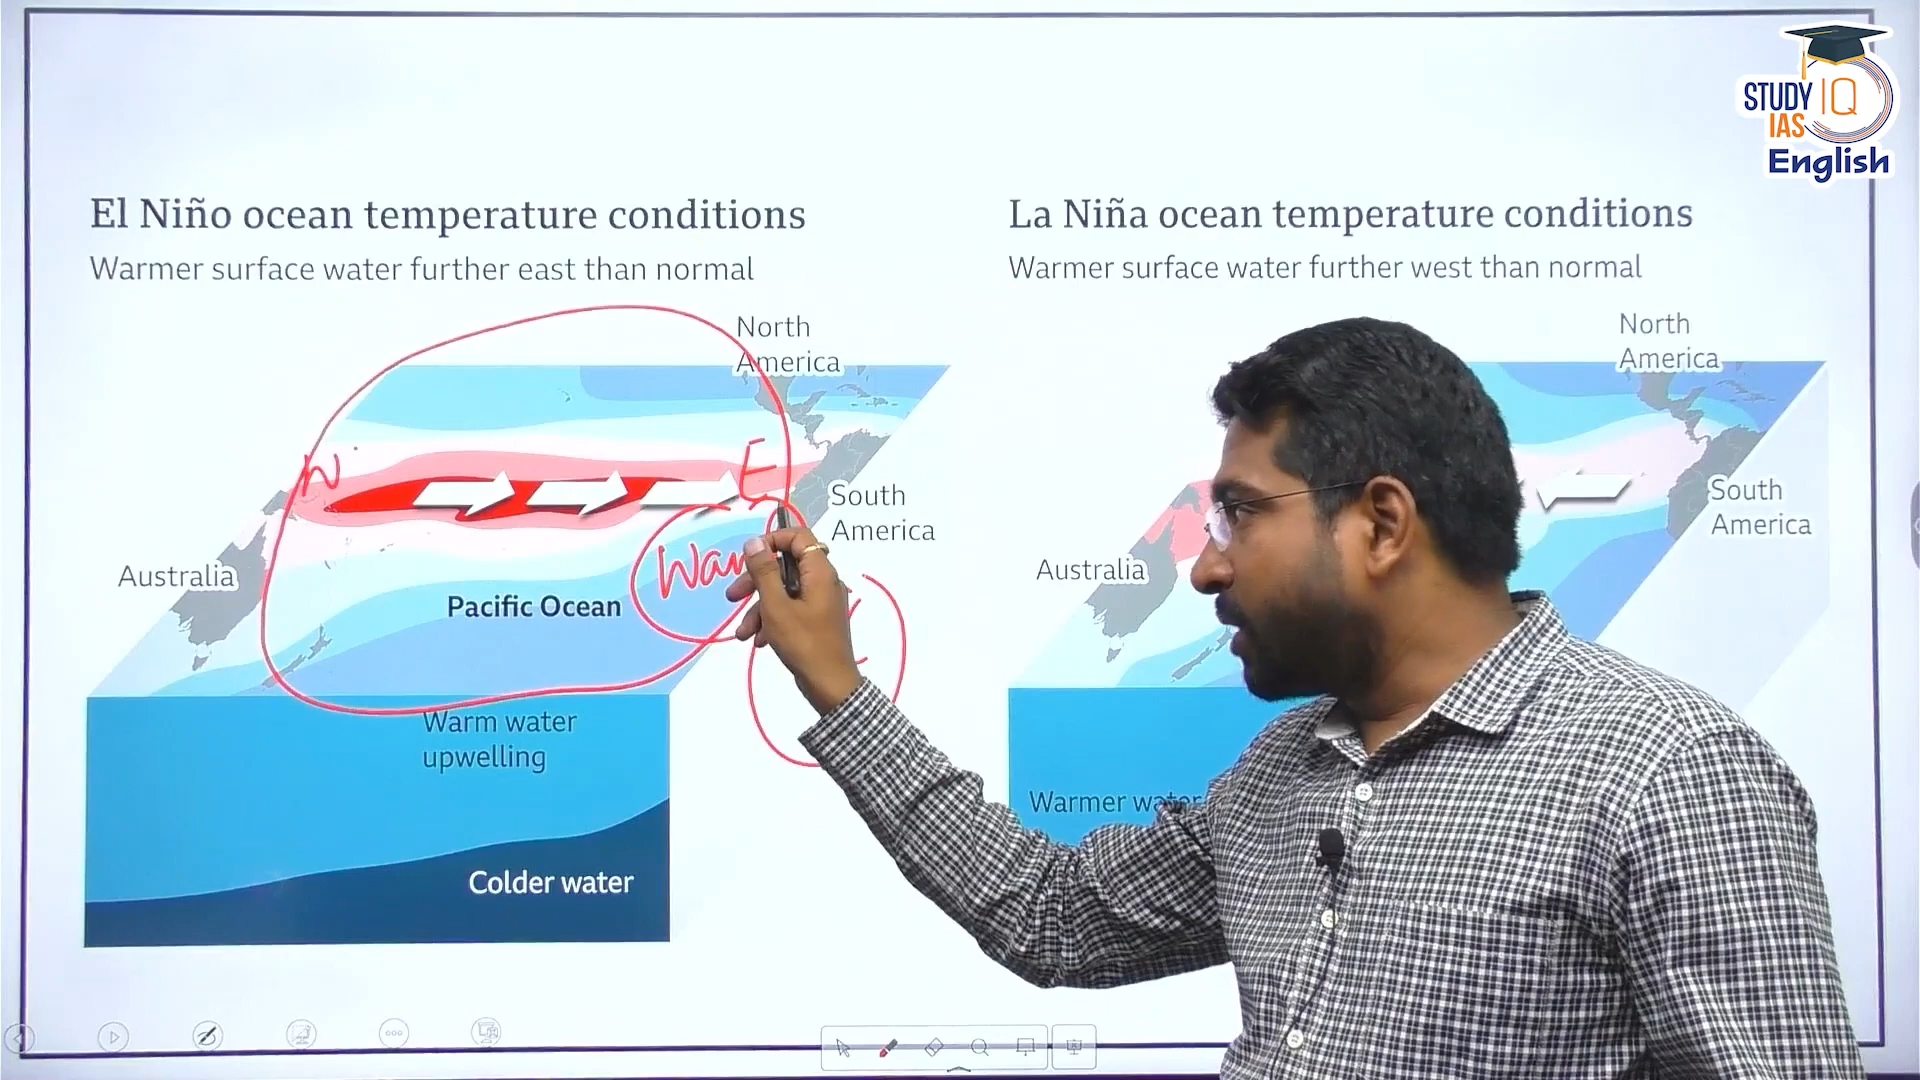 STUDY IQ
IAS
English
El Niño ocean temperature conditions
Warmer surface water further east than normal
North
America
W
E
South
America
Australia
Pacific Ocean
Warm water
upwelling
Colder water
La Niña ocean temperature conditions
Warmer surface water further west than normal
North
America
South
America
Australia
Warmer water